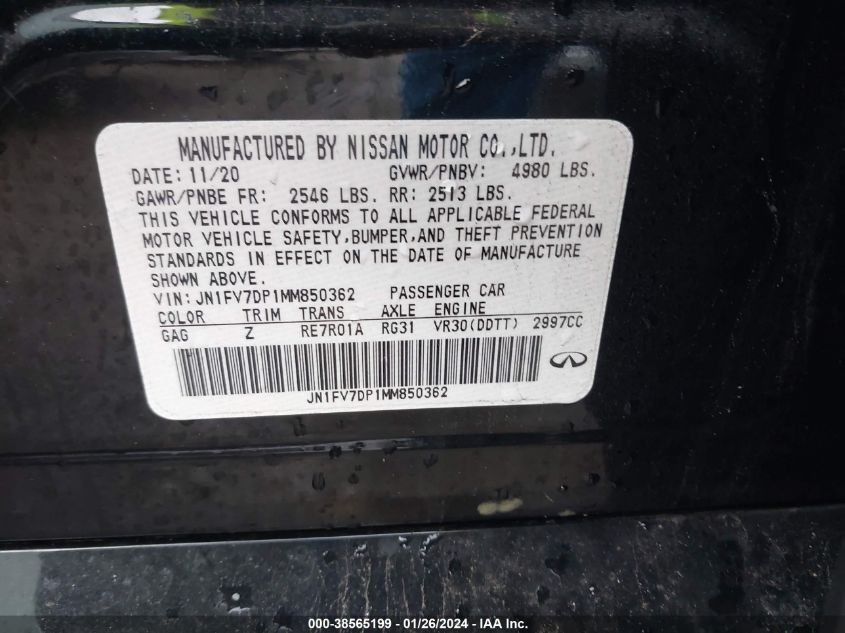 MANUFACTURED BY NISSAN MOTOR CO.,LTD.
DATE: 11/20 GVWR/PNBV: 4980 LBS.
GAWR/PNBE FR: 2546 LBS. RR: 2513 LBS.
THIS VEHICLE CONFORMS TO ALL APPLICABLE FEDERAL
MOTOR VEHICLE SAFETY,BUMPER,AND THEFT PREVENTION
STANDARDS IN EFFECT ON THE DATE OF MANUFACTURE
SHOWN ABOVE.
VIN: JN1FV7DP1MM850362 PASSENGER CAR
COLOR TRIM TRANS AXLE ENGINE
GAG Z RE7R01A RG31 VR30(DDTT) 2997CC
JN1FV7DP1MM850362
000-38565199 - 01/26/2024 - IAA Inc.